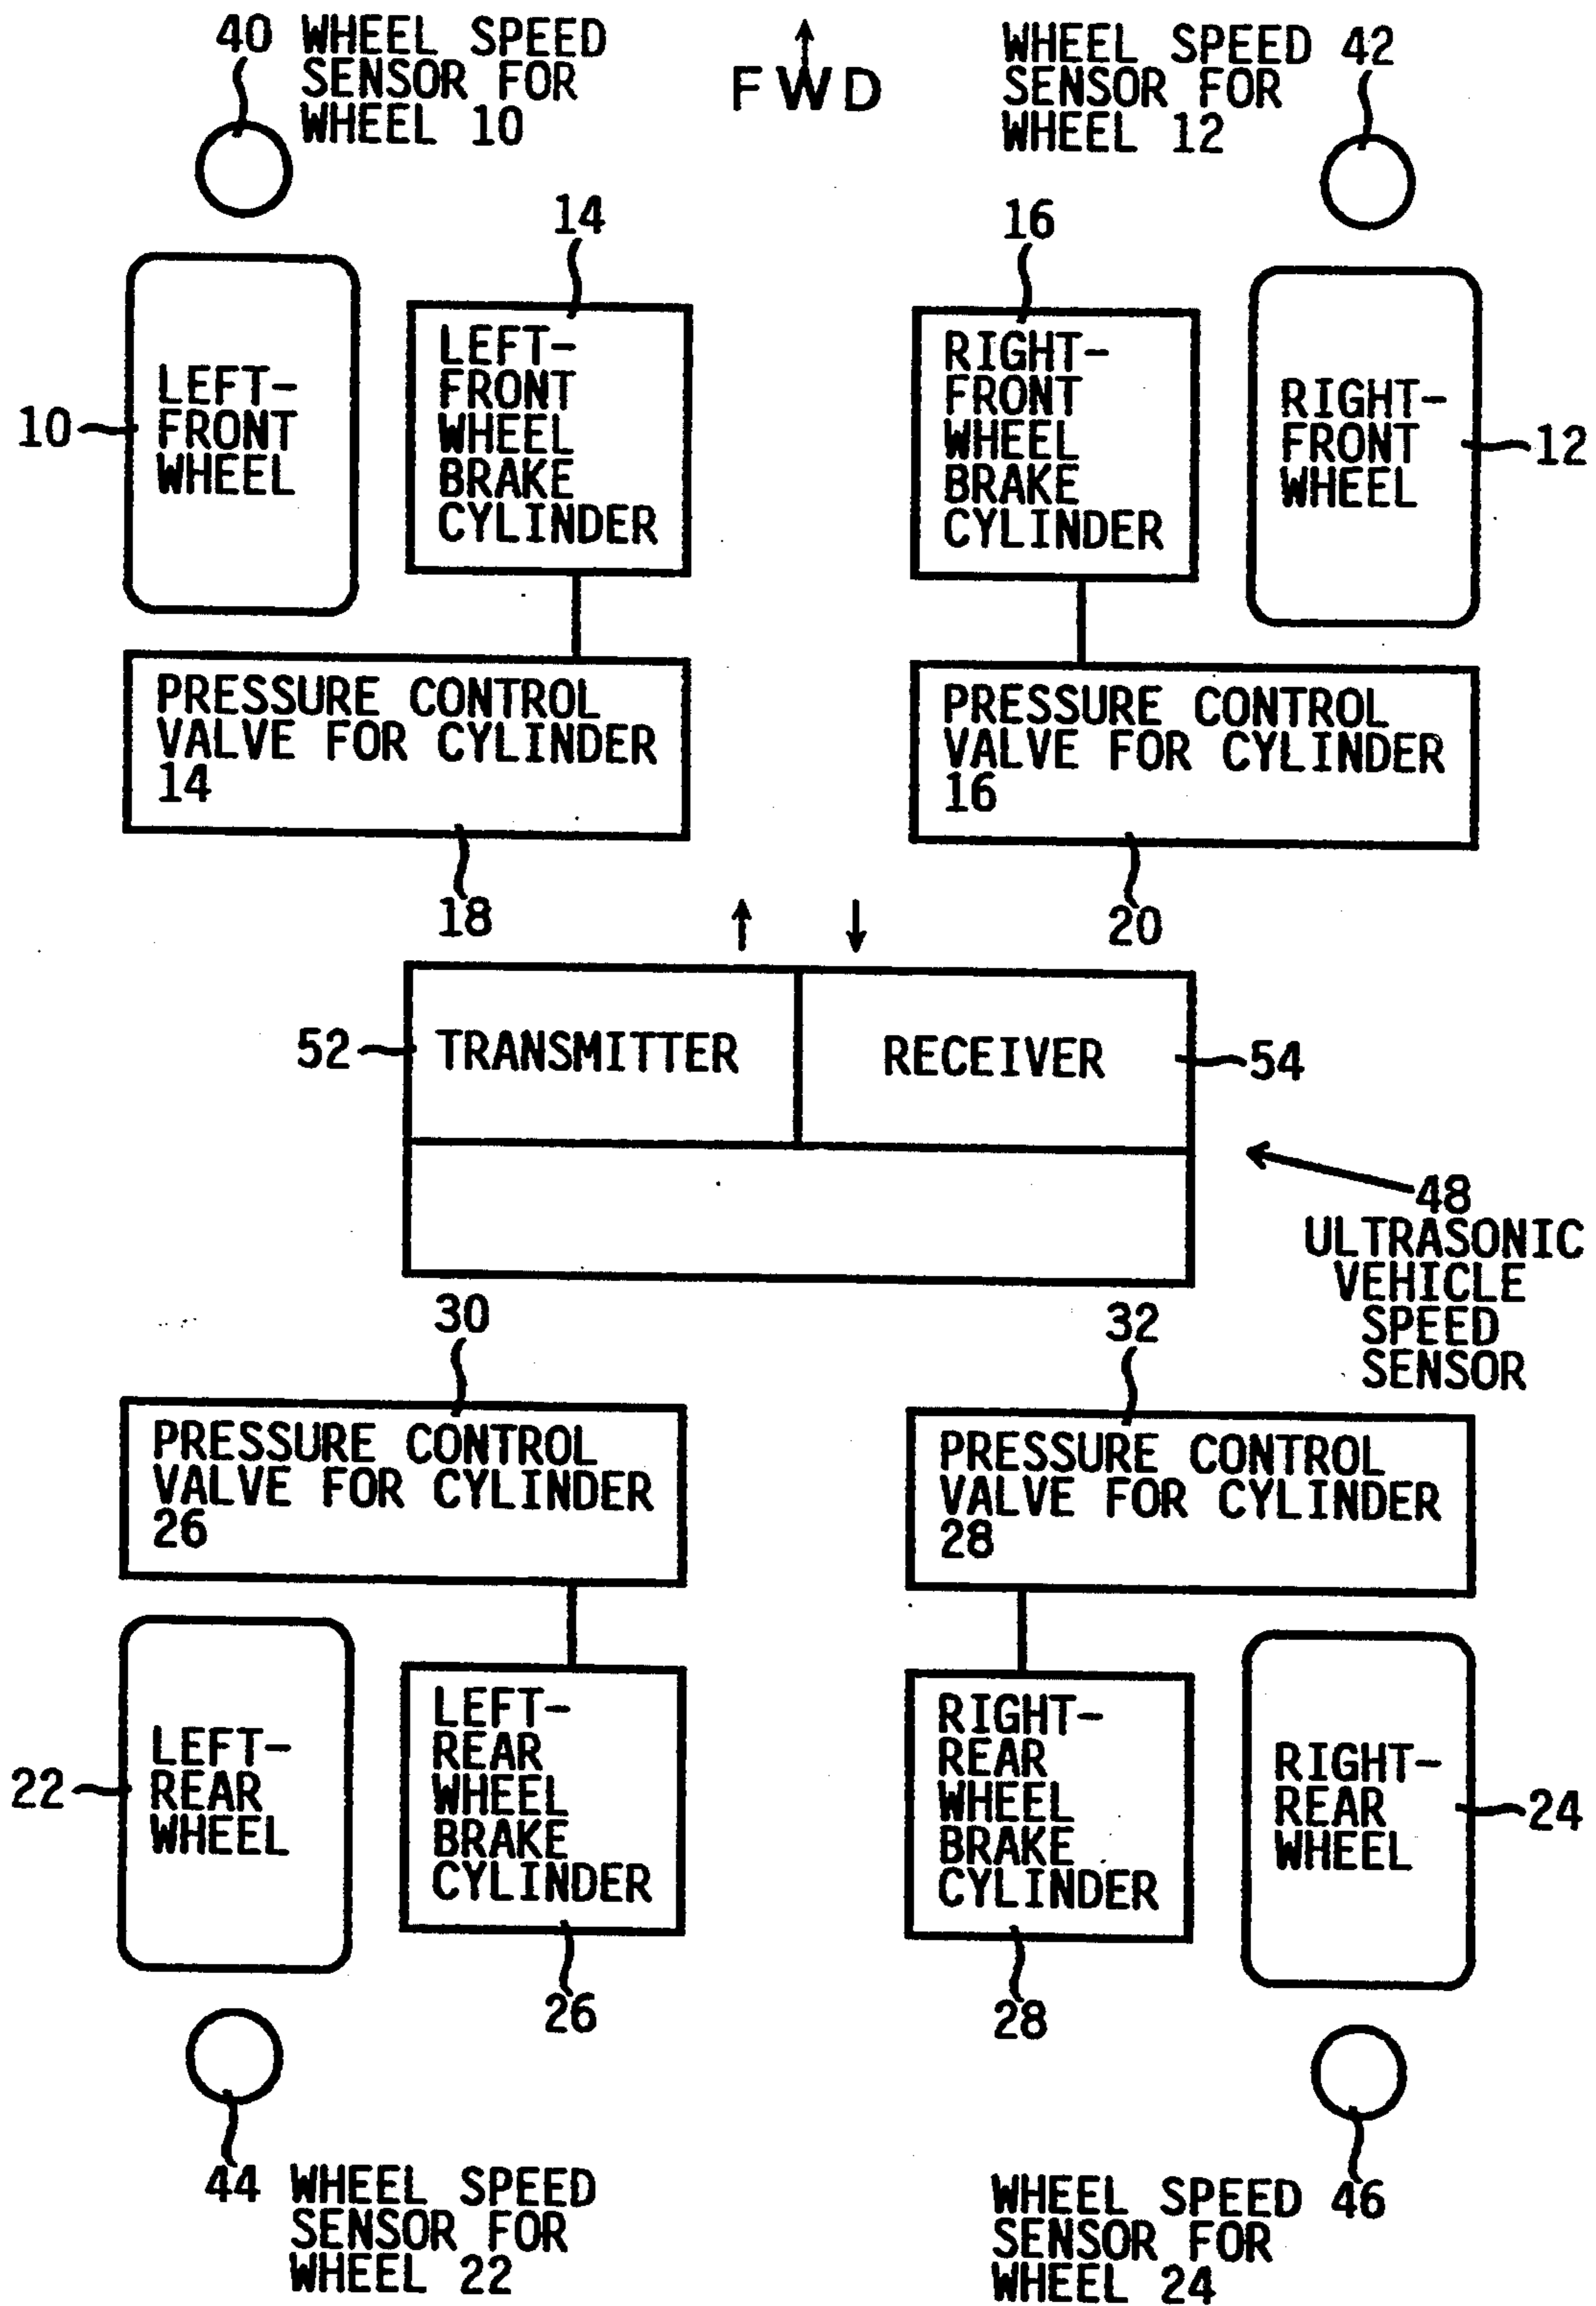 40 WHEEL SPEED
SENSOR FOR
WHEEL 10
FWD
WHEEL SPEED 42
SENSOR FOR
WHEEL 12
14
16
LEFT-
FRONT
WHEEL
10
LEFT-
FRONT
WHEEL
BRAKE
CYLINDER
RIGHT-
FRONT
WHEEL
BRAKE
CYLINDER
RIGHT-
FRONT
WHEEL
12
PRESSURE CONTROL
VALVE FOR CYLINDER
14
18
PRESSURE CONTROL
VALVE FOR CYLINDER
16
20
52
TRANSMITTER
RECEIVER
54
48
ULTRASONIC
VEHICLE
SPEED
SENSOR
30
32
PRESSURE CONTROL
VALVE FOR CYLINDER
26
PRESSURE CONTROL
VALVE FOR CYLINDER
28
22
LEFT-
REAR
WHEEL
LEFT-
REAR
WHEEL
BRAKE
CYLINDER
26
RIGHT-
REAR
WHEEL
BRAKE
CYLINDER
28
RIGHT-
REAR
WHEEL
24
44 WHEEL SPEED
SENSOR FOR
WHEEL 22
WHEEL SPEED 46
SENSOR FOR
WHEEL 24